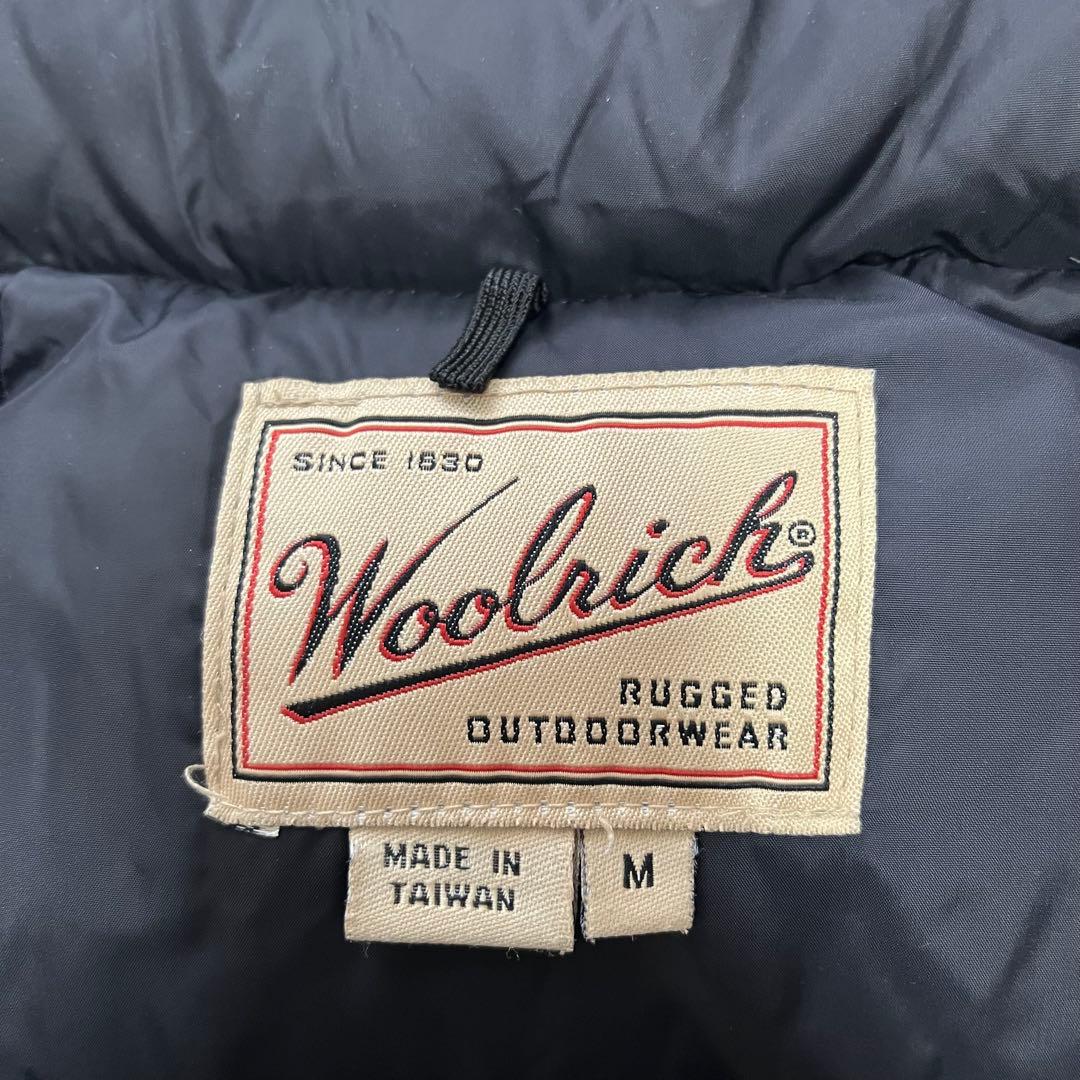 SINCE 1830
Woolrich®
RUGGED
OUTDOORWEAR
MADE IN
TAIWAN
M